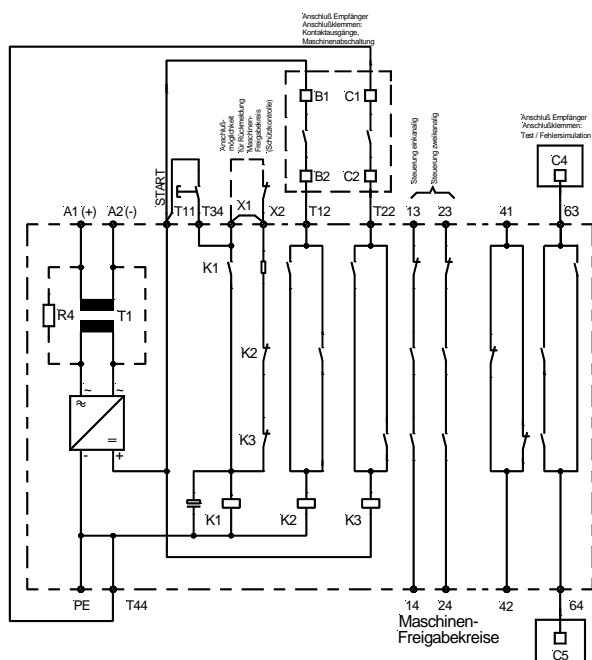 Anschluß Empfänger
Anschlußklemmen:
Kontaktausgänge,
Maschinenabschaltung
B1
C1
B2
C2
Anschluß-
möglichkeit
für Rückmeldung
Maschinen-
Freigabekreis
(Schützkontrolle)
Steuerung einkanalig
Steuerung zweikanalig
Anschluß Empfänger
Anschlußklemmen:
Test / Fehlersimulation
C4
START
A1 (+)
A2 (-)
T11
T34
X1
X2
T12
T22
13
23
41
63
K1
R4
T1
K2
K3
~
~
≈
=
-
+
K1
K2
K3
PE
T44
14
24
42
64
Maschinen-
Freigabekreise
C5